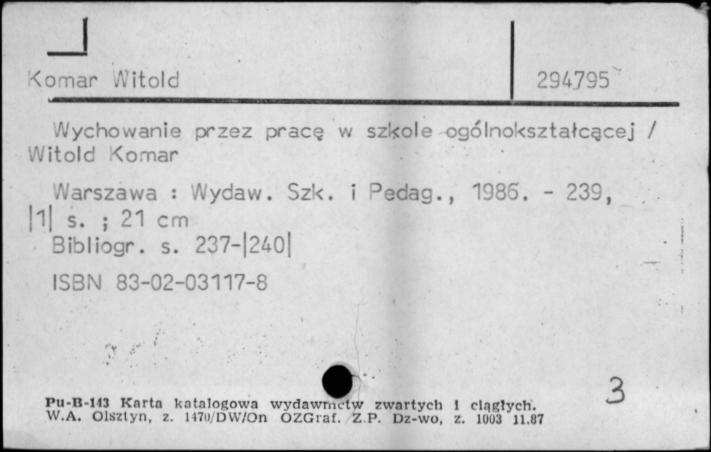 Komar Witold 294795
Wychowanie przez pracę w szkole ogólnokształcącej /
Witold Komar
Warszawa : Wydaw. Szk. i Pedag., 1986. - 239,
|1| s. ; 21 cm
Bibliogr. s. 237-|240|
ISBN 83-02-03117-8
3
Pu-B-143 Karta katalogowa wydawnictw zwartych i ciągłych.
W.A. Olsztyn, z. 1470/DW/On OZGraf. Z.P. Dz-wo, z. 1003 11.87